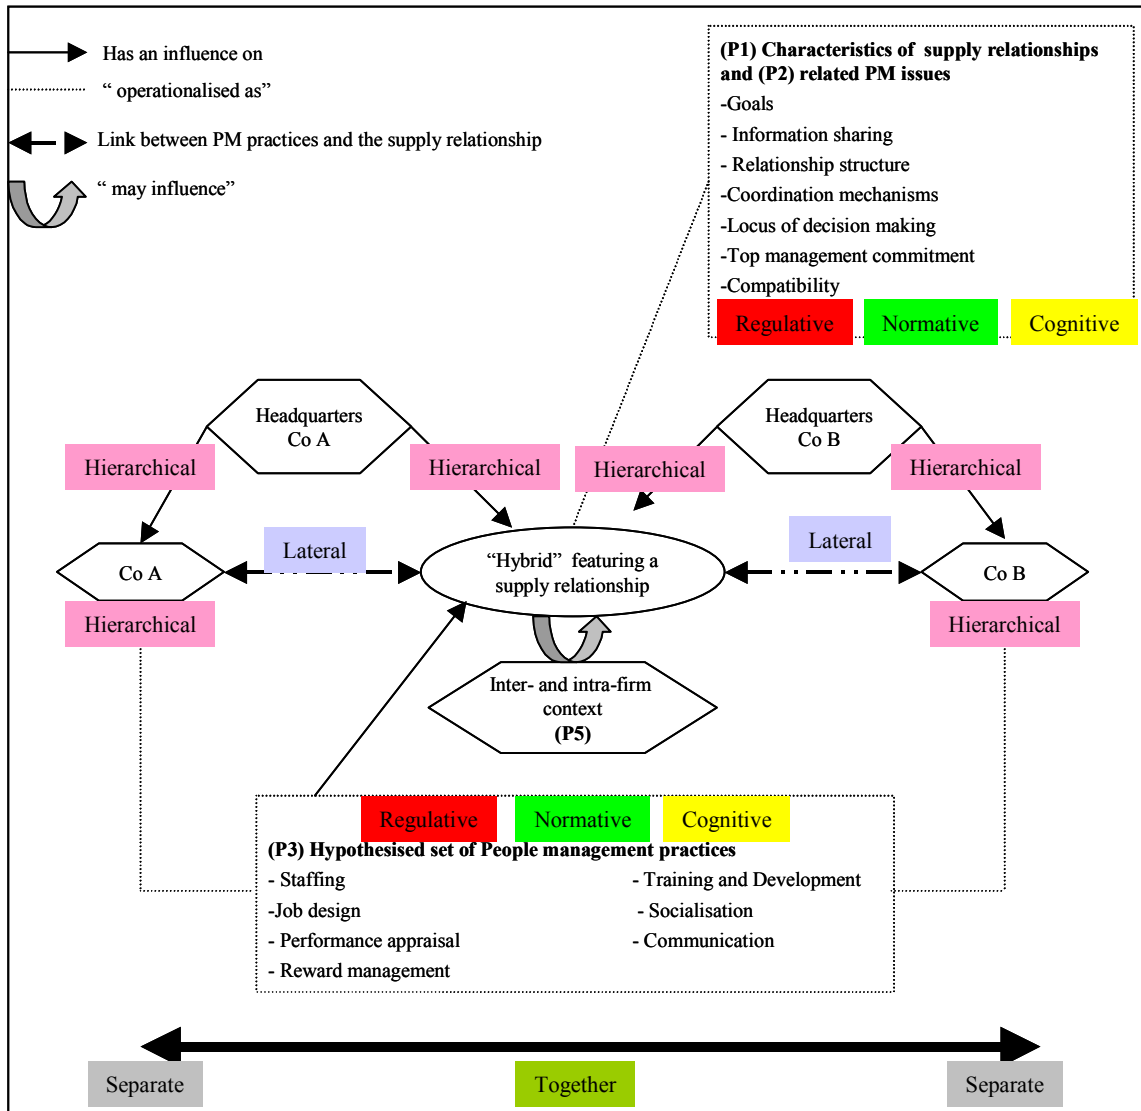 Has an influence on
“ operationalised as”
Link between PM practices and the supply relationship
“ may influence”
(P1) Characteristics of supply relationships
and (P2) related PM issues
-Goals
- Information sharing
- Relationship structure
-Coordination mechanisms
-Locus of decision making
-Top management commitment
-Compatibility
Regulative
Normative
Cognitive
Headquarters
Co A
Headquarters
Co B
Hierarchical
Hierarchical
Hierarchical
Hierarchical
Co A
Lateral
“Hybrid” featuring a
supply relationship
Lateral
Co B
Hierarchical
Hierarchical
Inter- and intra-firm
context
(P5)
Regulative
Normative
Cognitive
(P3) Hypothesised set of People management practices
- Staffing
-Job design
- Performance appraisal
- Reward management
- Training and Development
- Socialisation
- Communication
Separate
Together
Separate